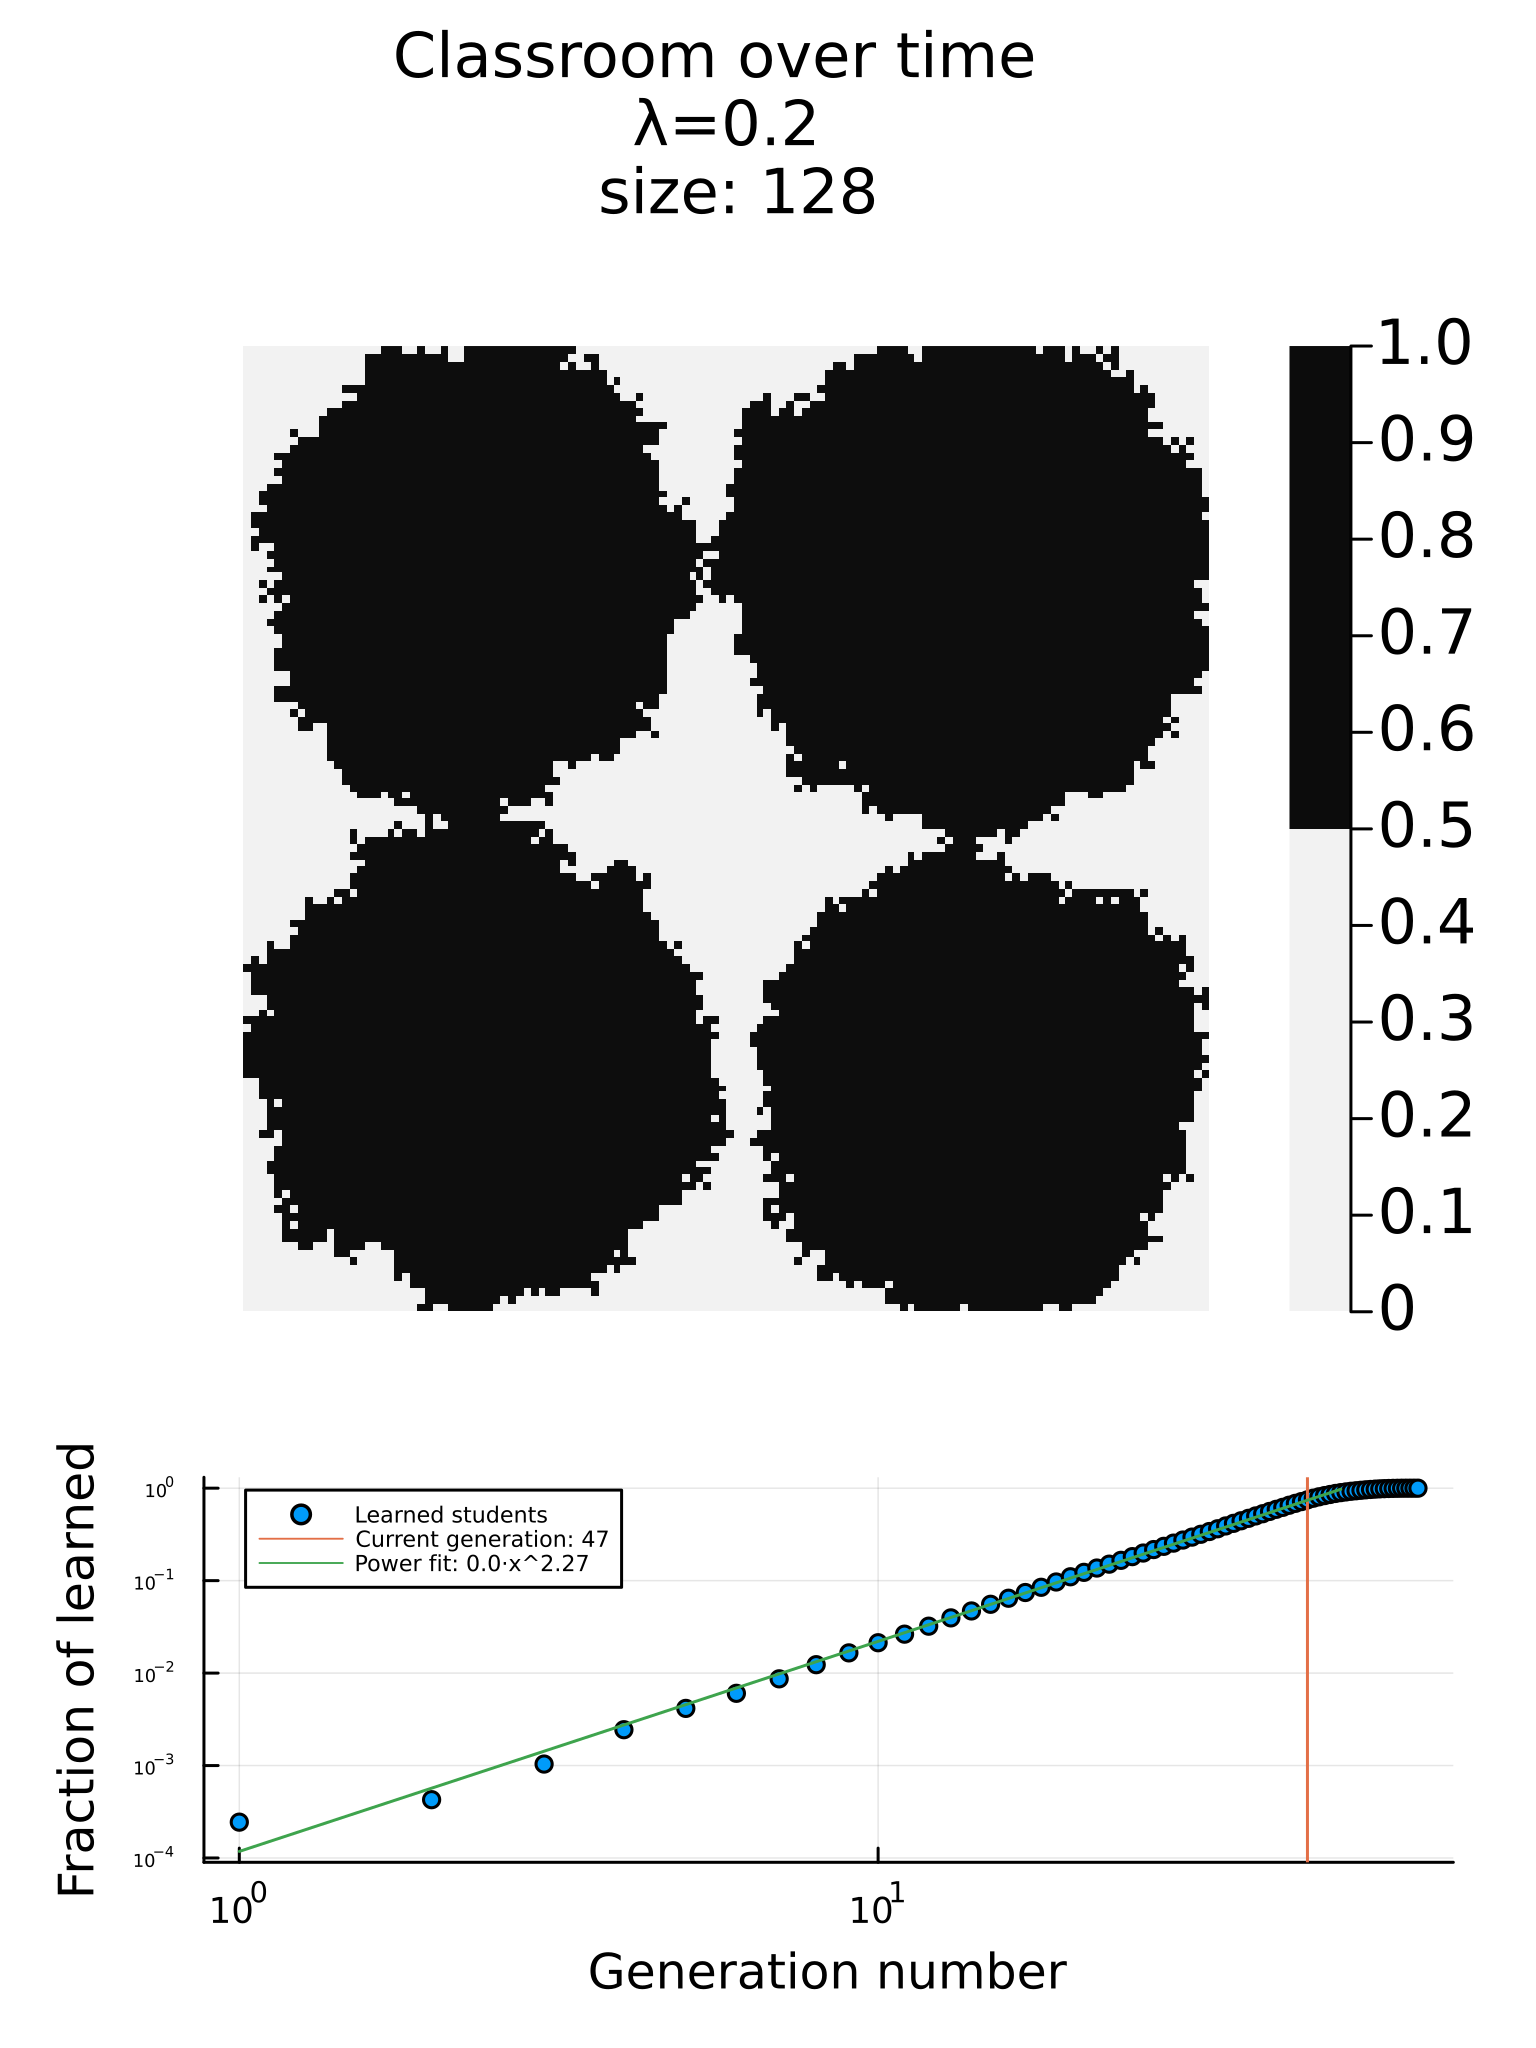 Classroom over time
λ=0.2
size: 128
1.0
0.9
0.8
0.7
0.6
0.5
0.4
0.3
0.2
0.1
0
Fraction of learned
10^0
10^-1
10^-2
10^-3
10^-4
Learned students
Current generation: 47
Power fit: 0.0·x^2.27
10^0
10^1
Generation number